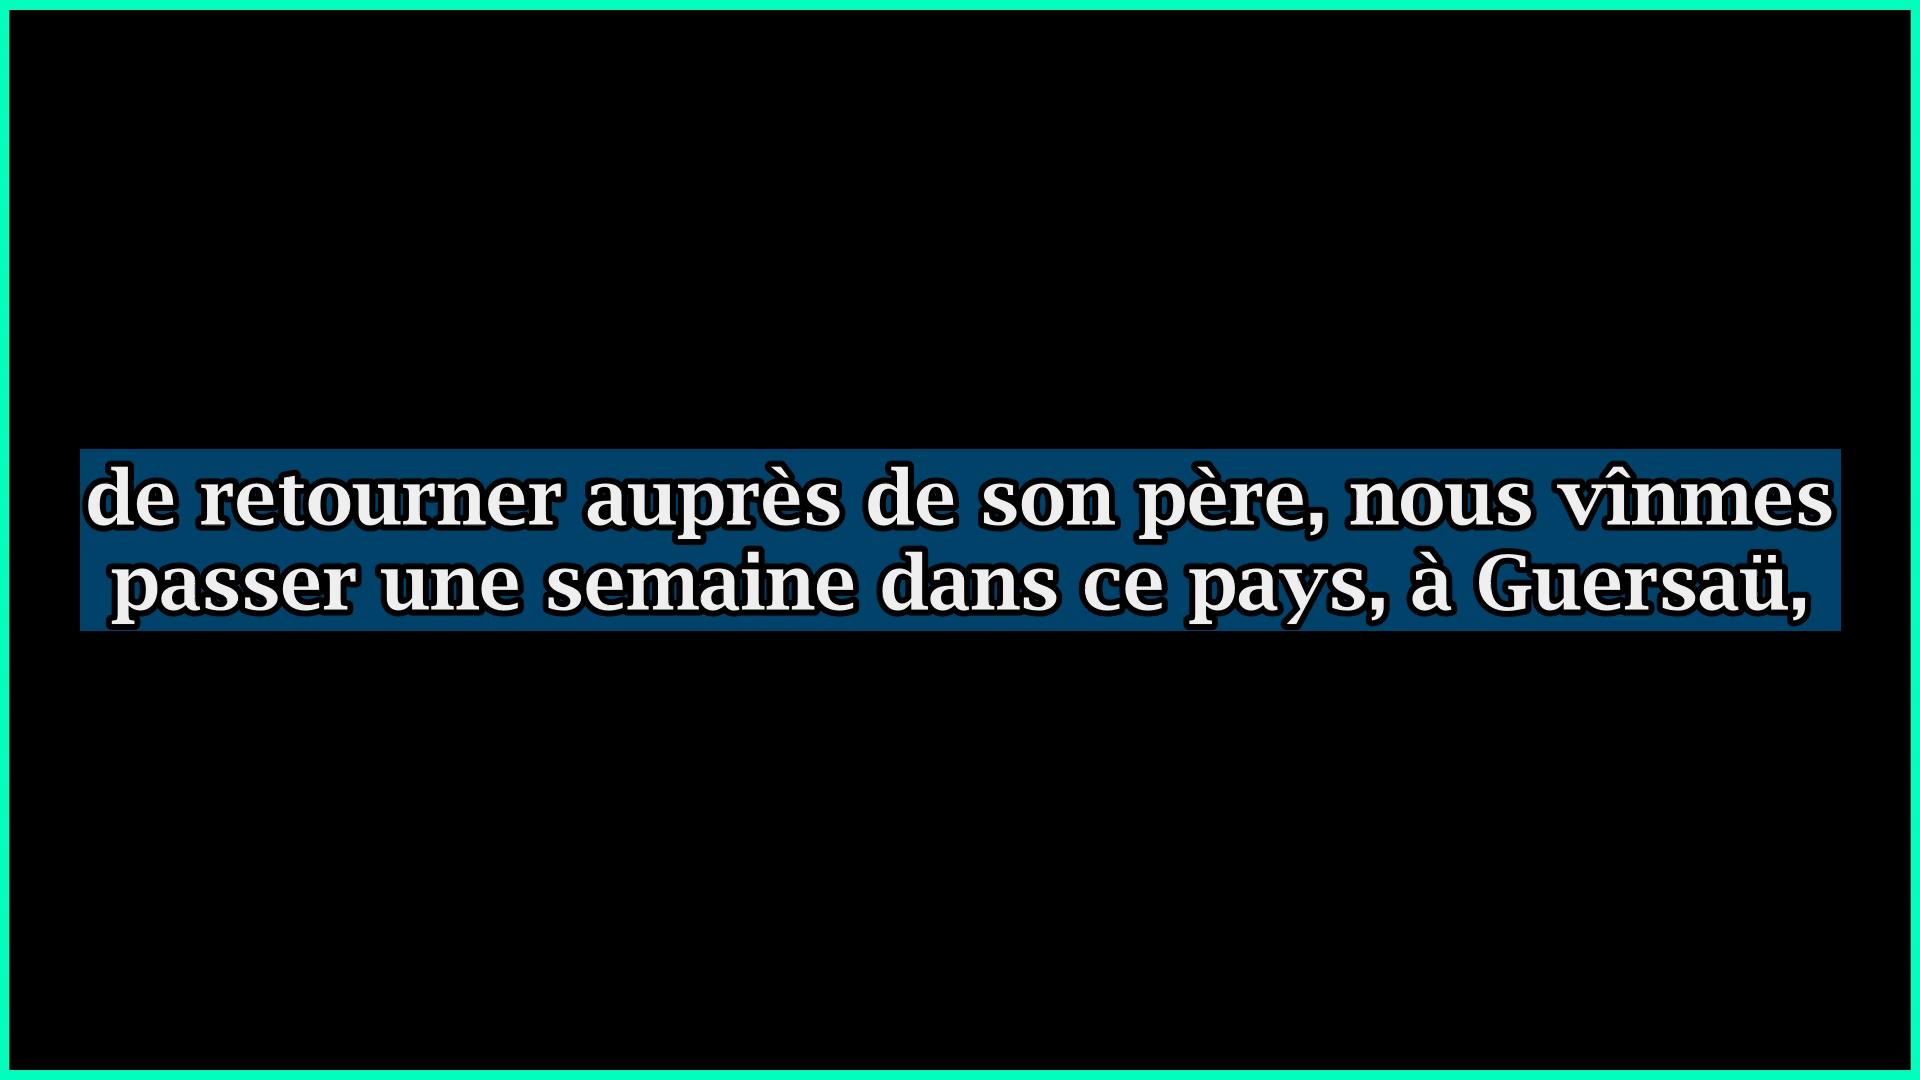 de retourner auprès de son père, nous vînmes
passer une semaine dans ce pays, à Guersaü,